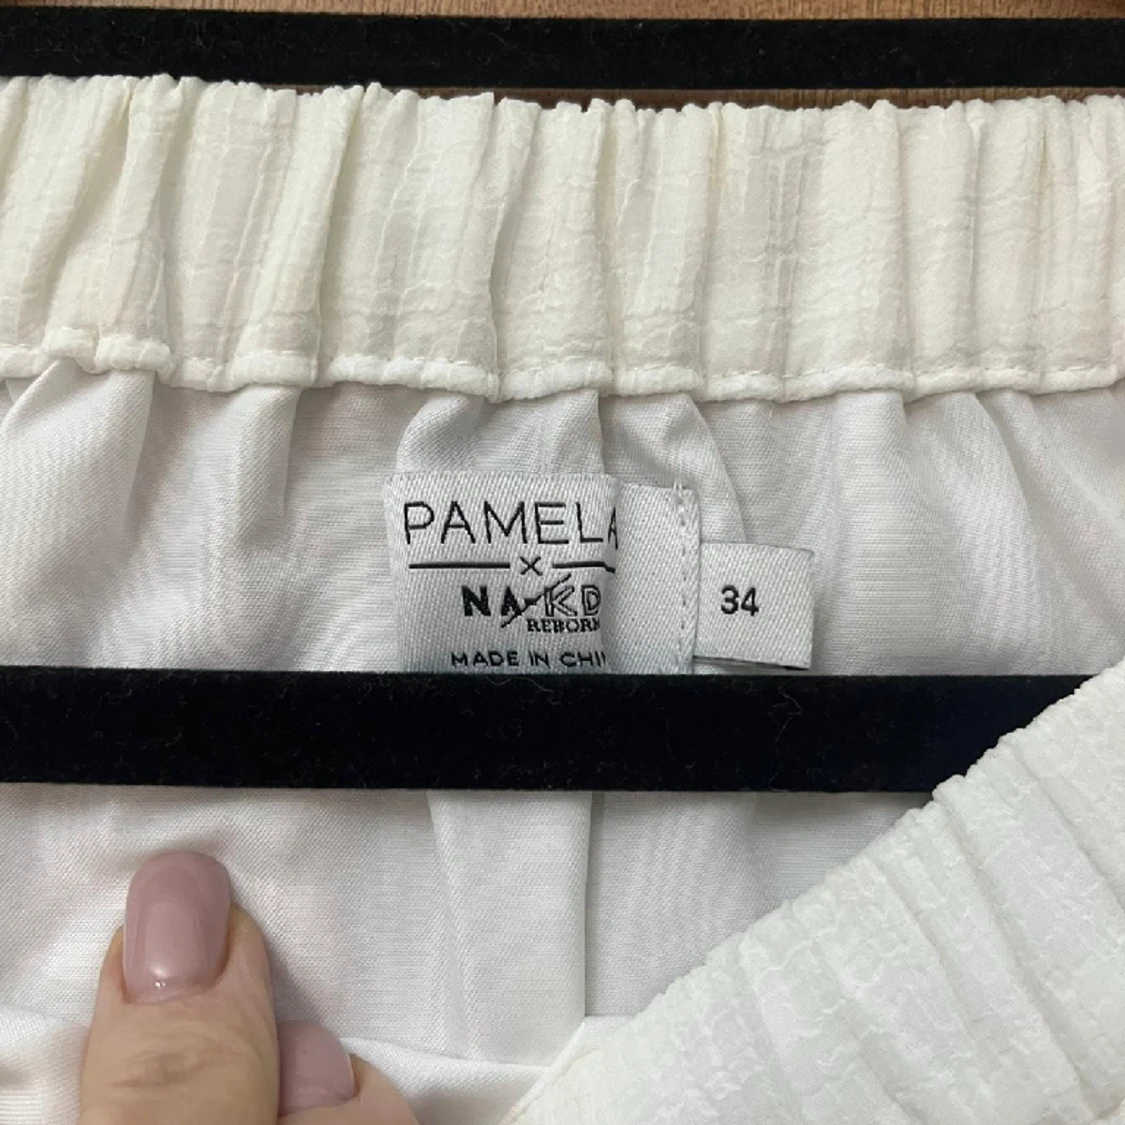 PAMELA
x
NA-KD
REBORN
MADE IN CHIN
34